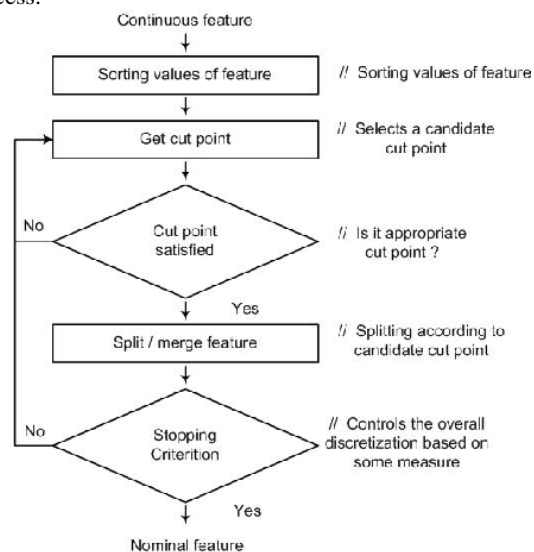 cess.
Continuous feature
Sorting values of feature // Sorting values of feature
Get cut point // Selects a candidate
cut point
No
Cut point
satisfied
// Is it appropriate
cut point ?
Yes
Split / merge feature // Splitting according to
candidate cut point
No
Stopping
Criterition
// Controls the overall
discretization based on
some measure
Yes
Nominal feature